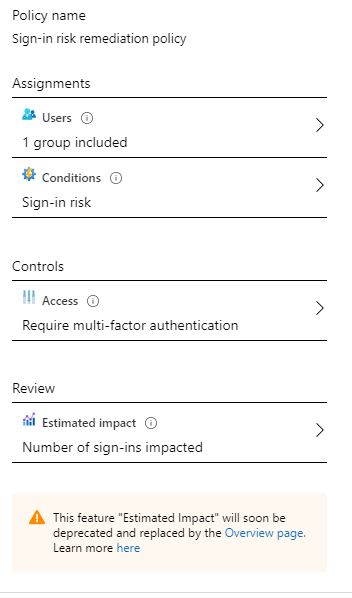 Policy name
Sign-in risk remediation policy
Assignments
Users
1 group included
Conditions
Sign-in risk
Controls
Access
Require multi-factor authentication
Review
Estimated impact
Number of sign-ins impacted
This feature "Estimated Impact" will soon be
deprecated and replaced by the Overview page.
Learn more here